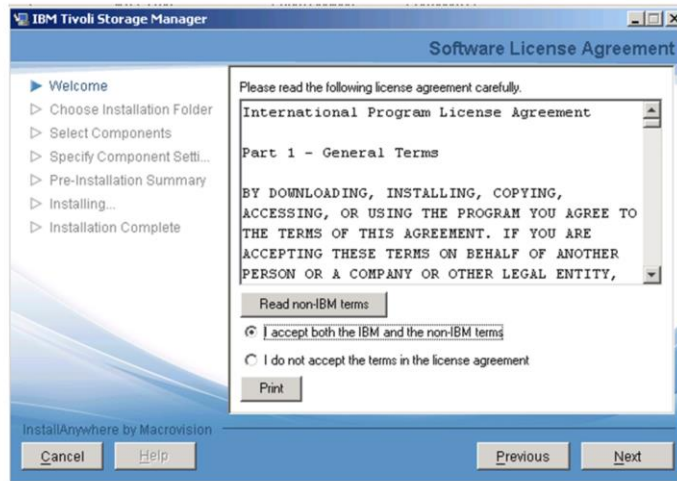 IBM Tivoli Storage Manager
Software License Agreement
Welcome
Choose Installation Folder
Select Components
Specify Component Setti...
Pre-Installation Summary
Installing...
Installation Complete
Please read the following license agreement carefully.
International Program License Agreement
Part 1 - General Terms
BY DOWNLOADING, INSTALLING, COPYING,
ACCESSING, OR USING THE PROGRAM YOU AGREE TO
THE TERMS OF THIS AGREEMENT. IF YOU ARE
ACCEPTING THESE TERMS ON BEHALF OF ANOTHER
PERSON OR A COMPANY OR OTHER LEGAL ENTITY,
Read non-IBM terms
I accept both the IBM and the non-IBM terms
I do not accept the terms in the license agreement
Print
InstallAnywhere by Macrovision
Cancel
Help
Previous
Next